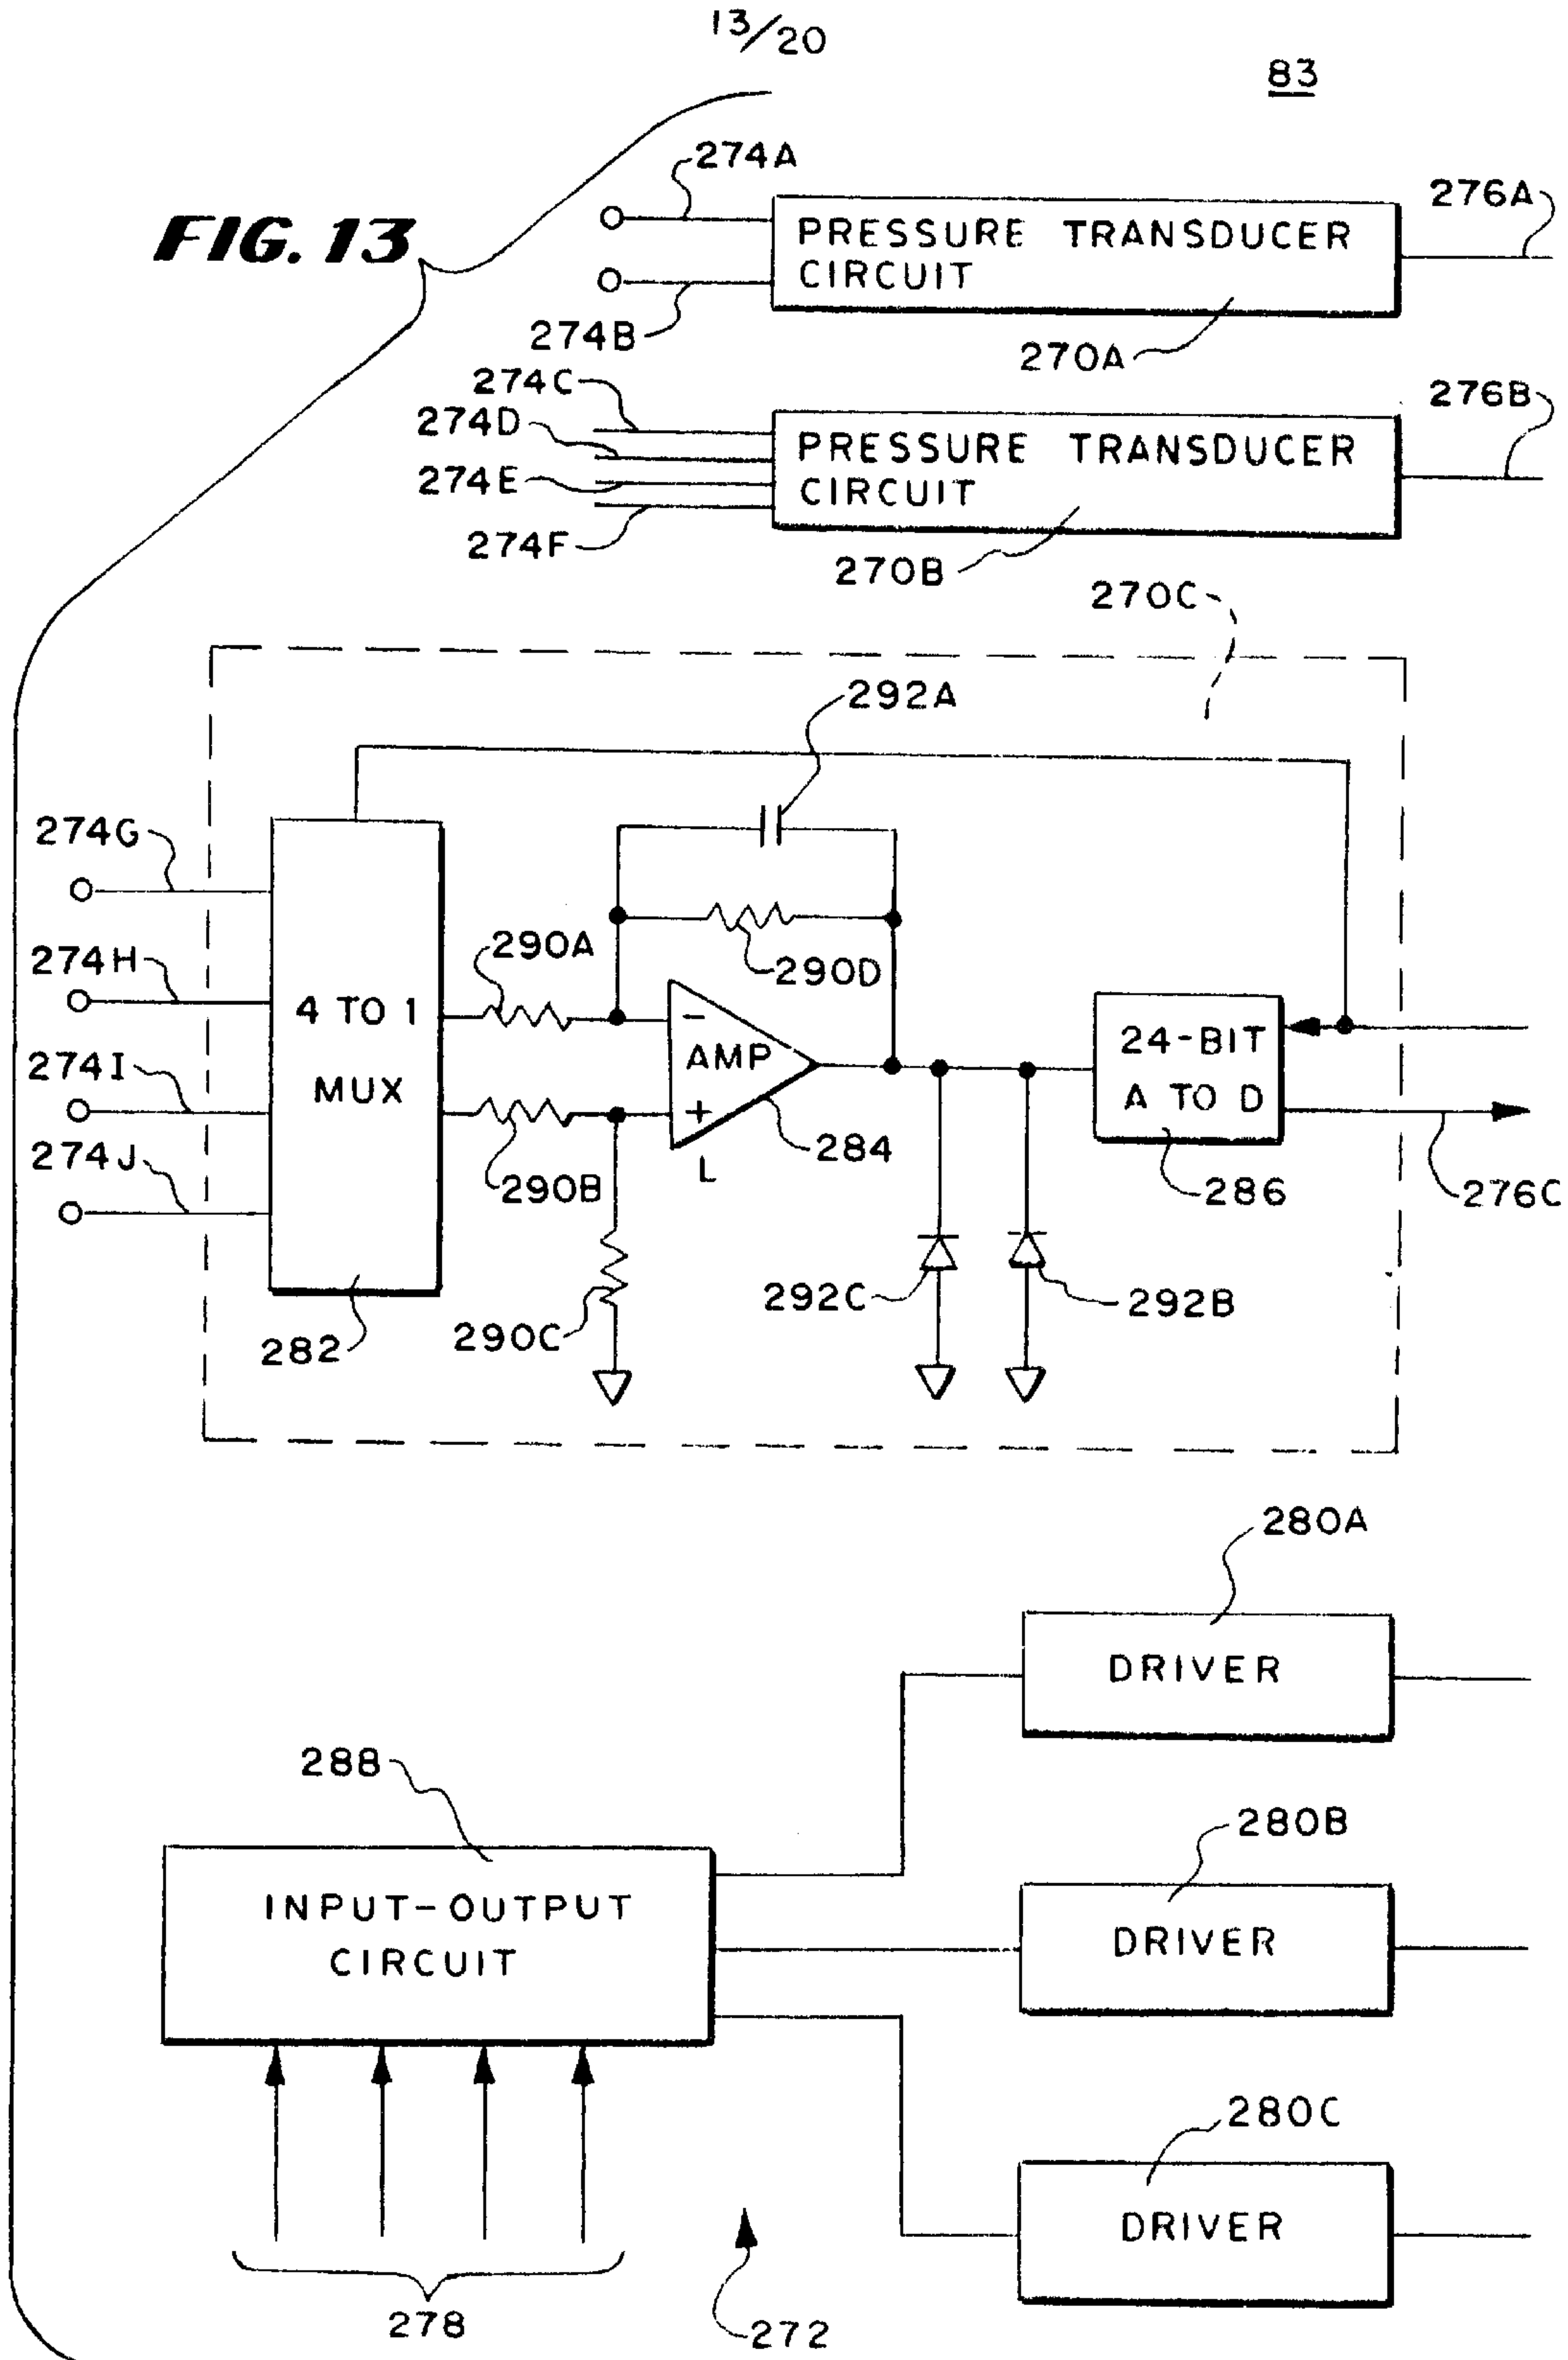 13/20
83
FIG. 13
274A
276A
PRESSURE TRANSDUCER
CIRCUIT
274B
270A
274C
276B
274D
PRESSURE TRANSDUCER
CIRCUIT
274E
274F
270B
270C
292A
274G
290A
274H
290D
4 TO 1
MUX
-
AMP
+
24-BIT
A TO D
274I
284
274J
L
290B
286
276C
292C
292B
290C
282
280A
DRIVER
288
280B
INPUT-OUTPUT
CIRCUIT
DRIVER
280C
DRIVER
278
272